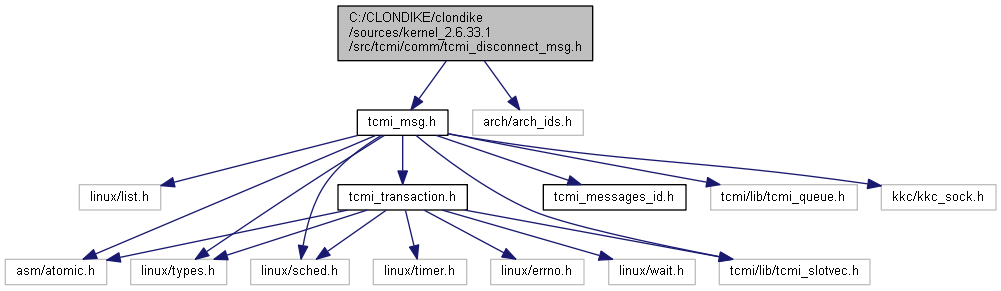 C:/CLONDIKE/clondike
/sources/kernel_2.6.33.1
/src/tcmi/comm/tcmi_disconnect_msg.h
tcmi_msg.h
arch/arch_ids.h
linux/list.h
tcmi_transaction.h
tcmi_messages_id.h
tcmi/lib/tcmi_queue.h
kkc/kkc_sock.h
asm/atomic.h
linux/types.h
linux/sched.h
linux/timer.h
linux/errno.h
linux/wait.h
tcmi/lib/tcmi_slotvec.h